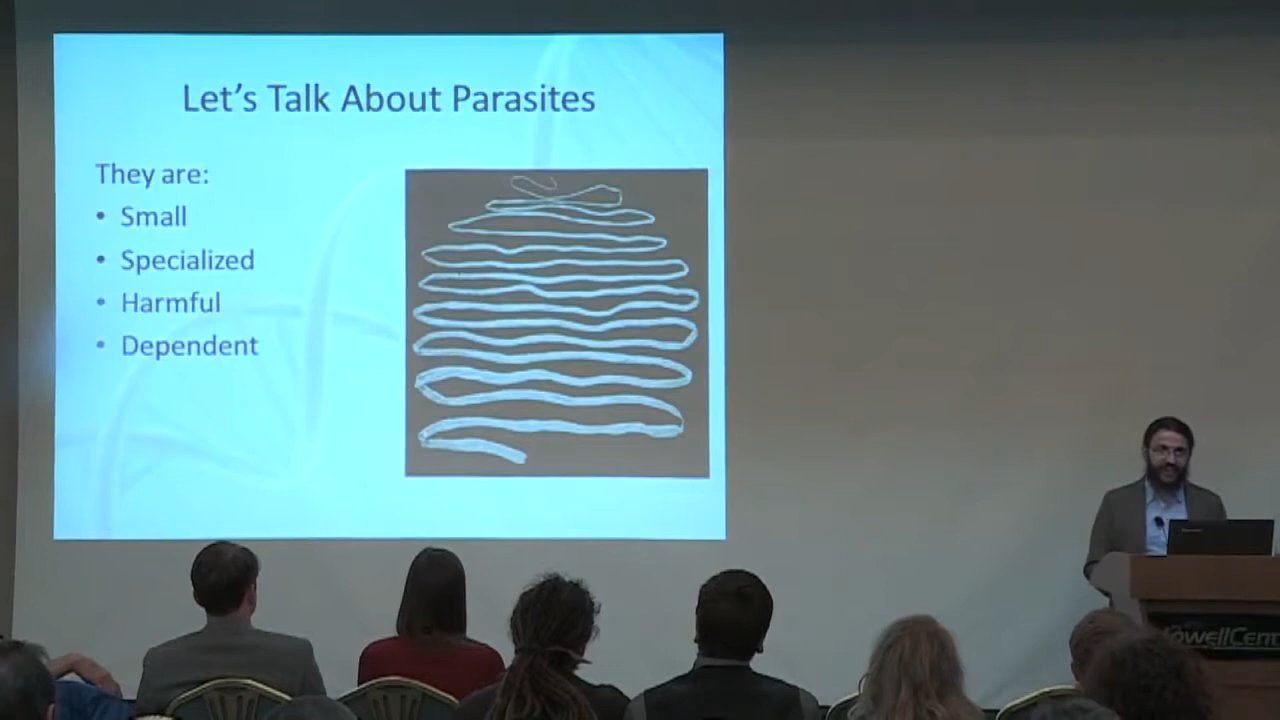 Let's Talk About Parasites
They are:
• Small
• Specialized
• Harmful
• Dependent